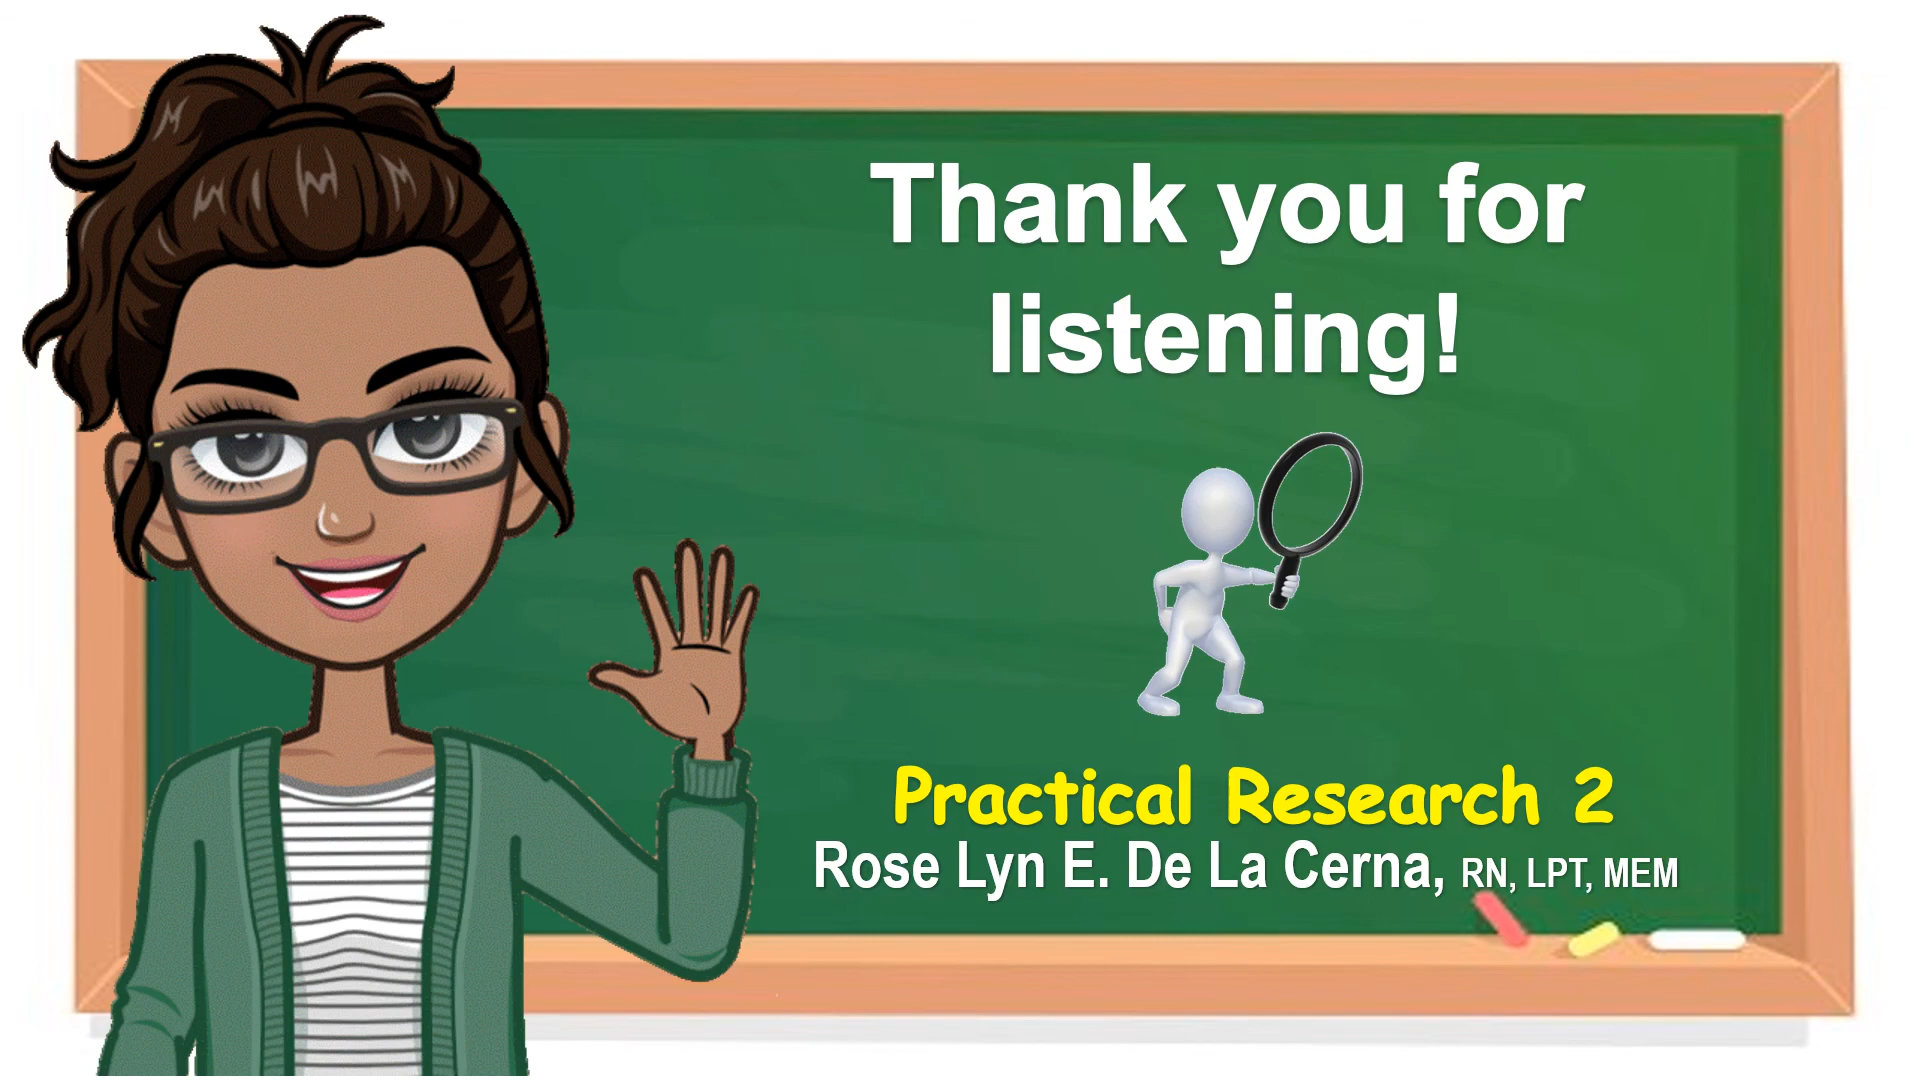 Thank you for
listening!
Practical Research 2
Rose Lyn E. De La Cerna, RN, LPT, MEM